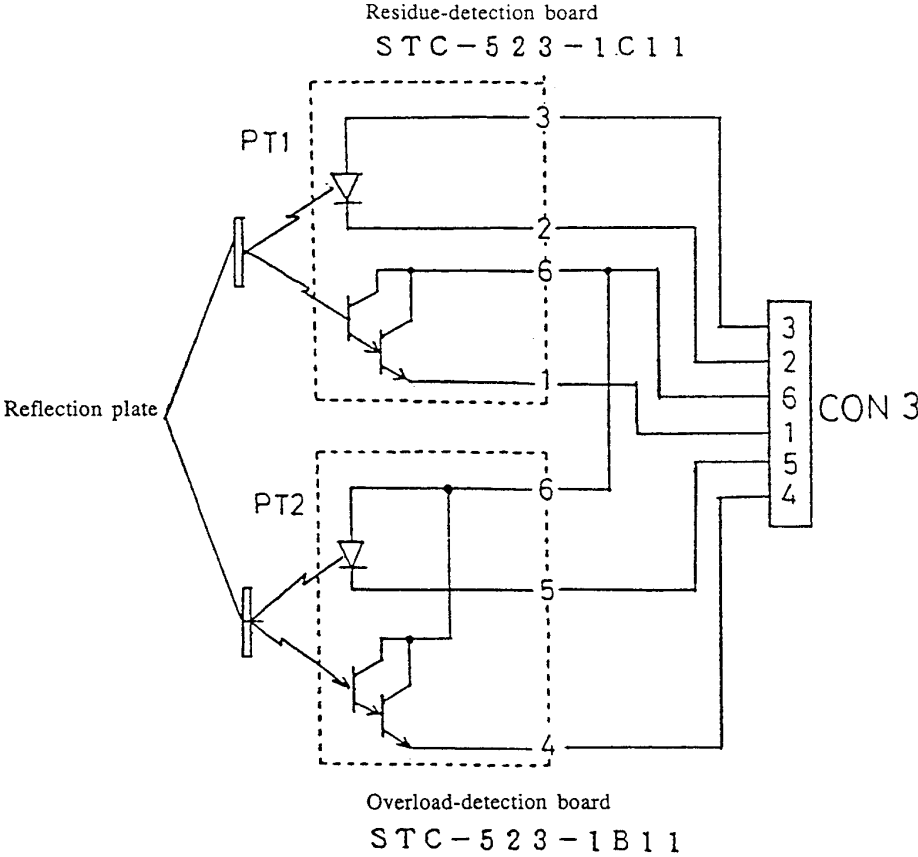 Residue-detection board
STC-523-1C11
PT1
3
2
6
1
Reflection plate
3
2
6
1
5
4
CON 3
PT2
6
5
4
Overload-detection board
STC-523-1B11